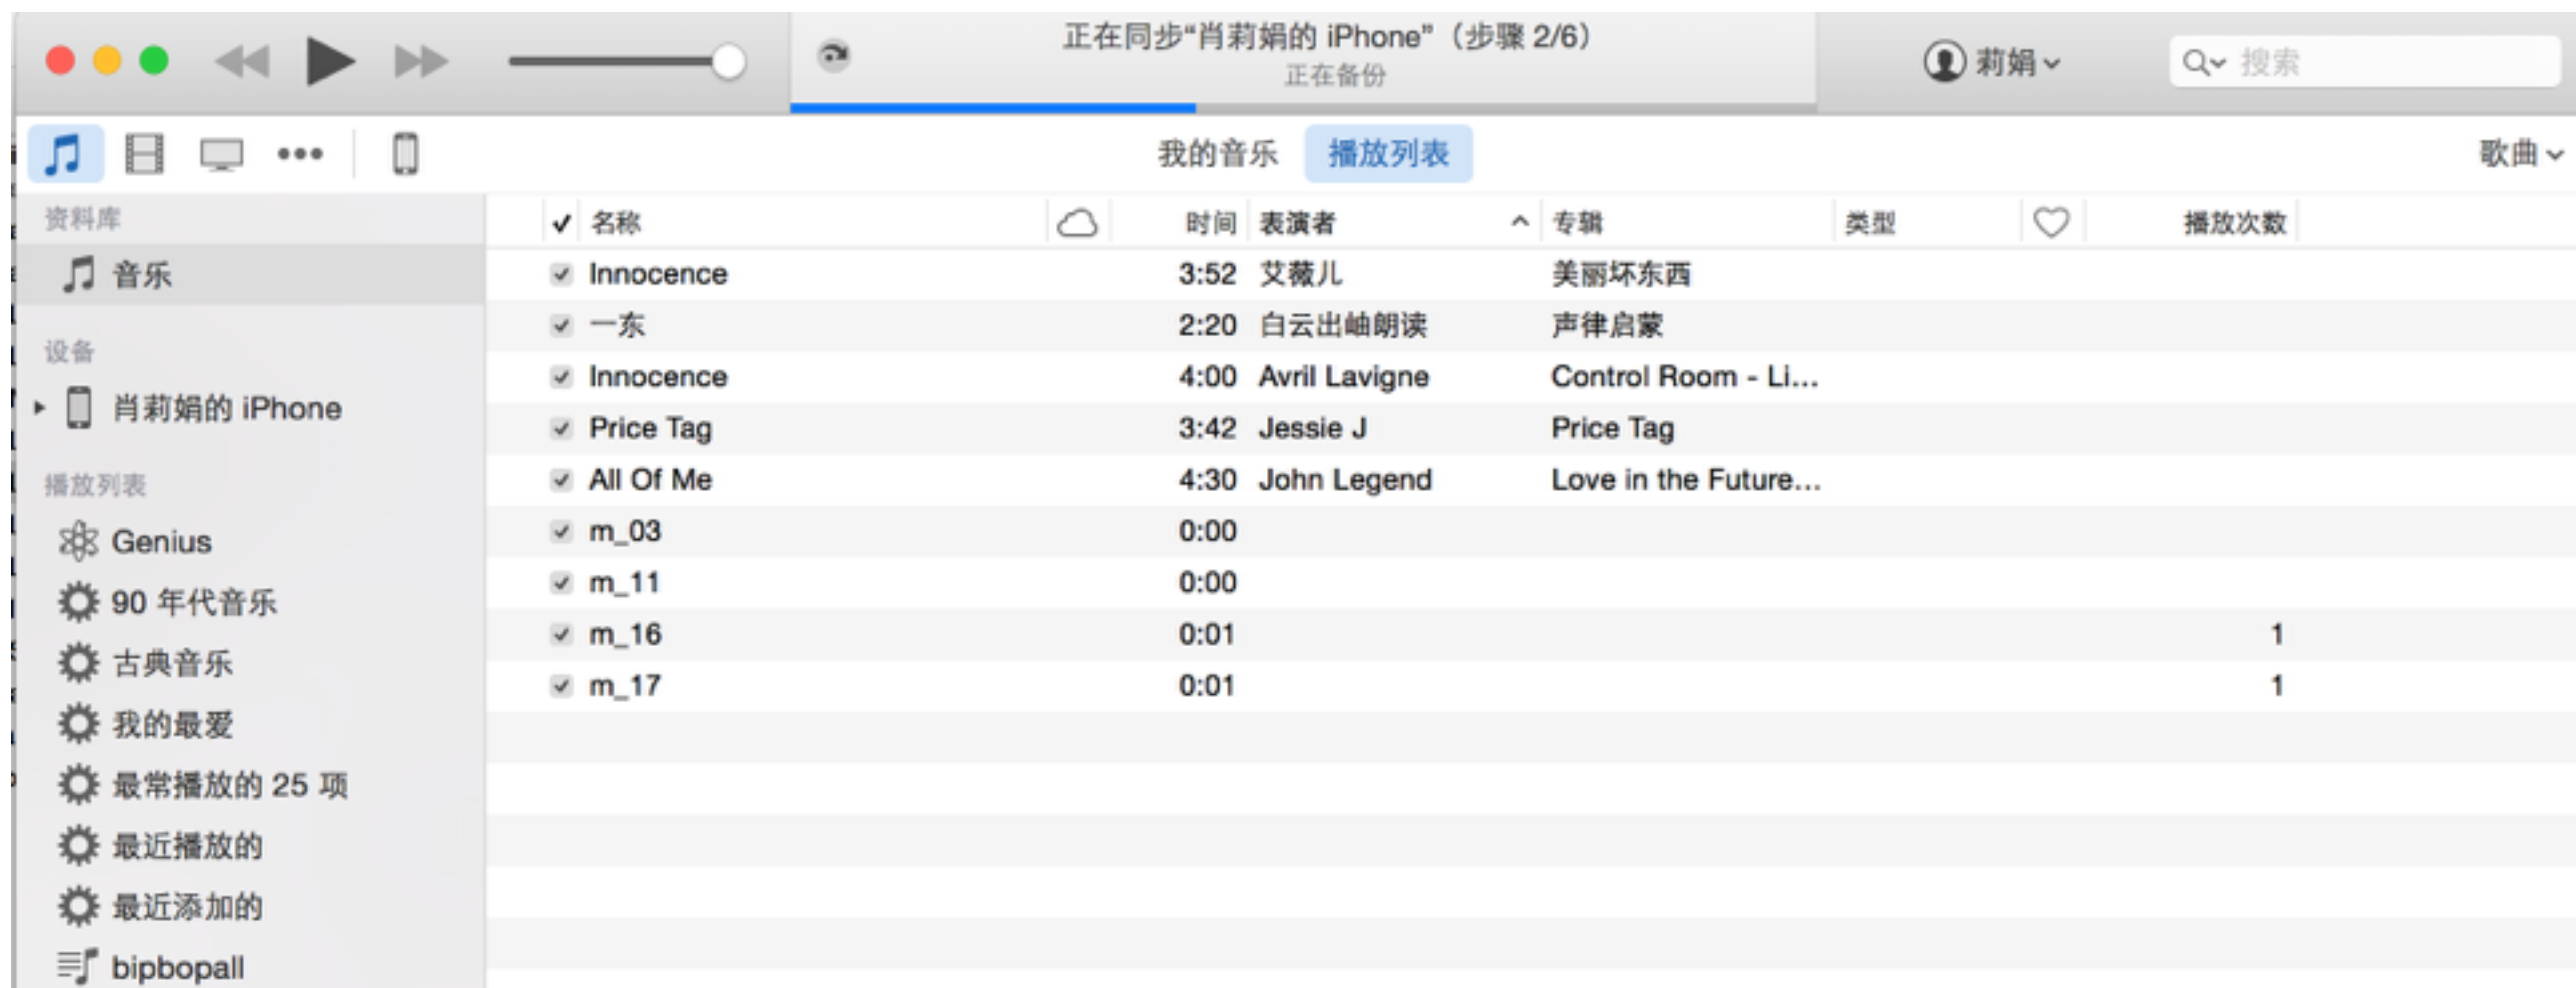 正在同步“肖莉娟的 iPhone”（步骤 2/6）
正在备份
莉娟
搜索
我的音乐 播放列表 歌曲
资料库
音乐
设备
肖莉娟的 iPhone
播放列表
Genius
90 年代音乐
古典音乐
我的最爱
最常播放的 25 项
最近播放的
最近添加的
bipbopall
名称 时间 表演者 专辑 类型 播放次数
Innocence 3:52 艾薇儿 美丽坏东西
一东 2:20 白云出岫朗读 声律启蒙
Innocence 4:00 Avril Lavigne Control Room - Li...
Price Tag 3:42 Jessie J Price Tag
All Of Me 4:30 John Legend Love in the Future...
m_03 0:00
m_11 0:00
m_16 0:01 1
m_17 0:01 1